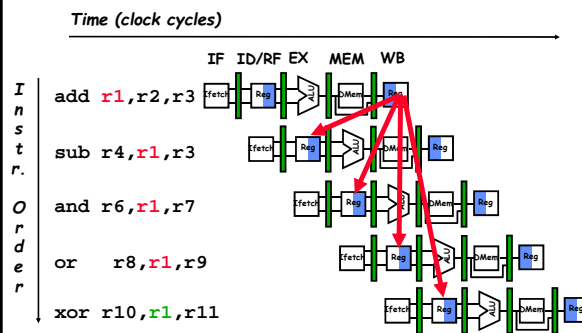 Time (clock cycles)
IF ID/RF EX MEM WB
Instr. Order
add r1,r2,r3 Ifetch Reg ALU DMem Reg
sub r4,r1,r3 Ifetch Reg ALU DMem Reg
and r6,r1,r7 Ifetch Reg ALU DMem Reg
or r8,r1,r9 Ifetch Reg ALU DMem Reg
xor r10,r1,r11 Ifetch Reg ALU DMem Reg